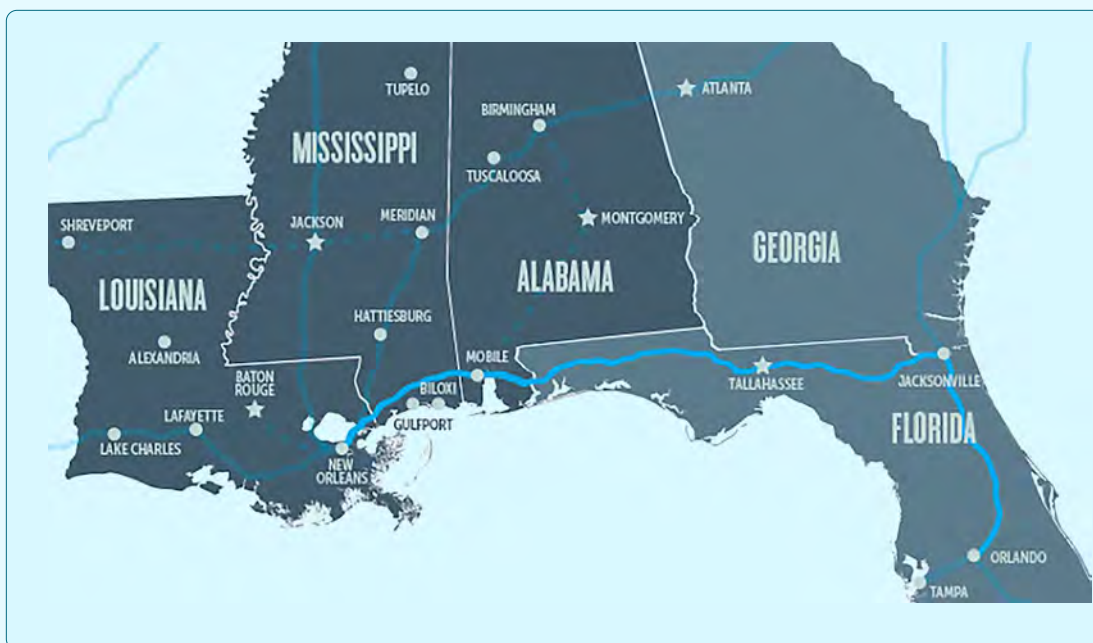 TUPELO
ATLANTA
BIRMINGHAM
MISSISSIPPI
TUSCALOOSA
SHREVEPORT
JACKSON
MERIDIAN
MONTGOMERY
GEORGIA
LOUISIANA
ALABAMA
HATTIESBURG
ALEXANDRIA
MOBILE
BATON
ROUGE
BILOXI
TALLAHASSEE
JACKSONVILLE
LAFAYETTE
GULFPORT
FLORIDA
LAKE CHARLES
NEW
ORLEANS
ORLANDO
TAMPA